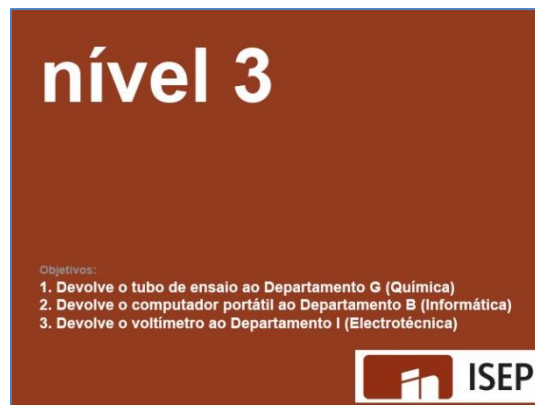 nível 3
Objetivos:
1. Devolve o tubo de ensaio ao Departamento G (Química)
2. Devolve o computador portátil ao Departamento B (Informática)
3. Devolve o voltímetro ao Departamento I (Electrotécnica)
ISEP